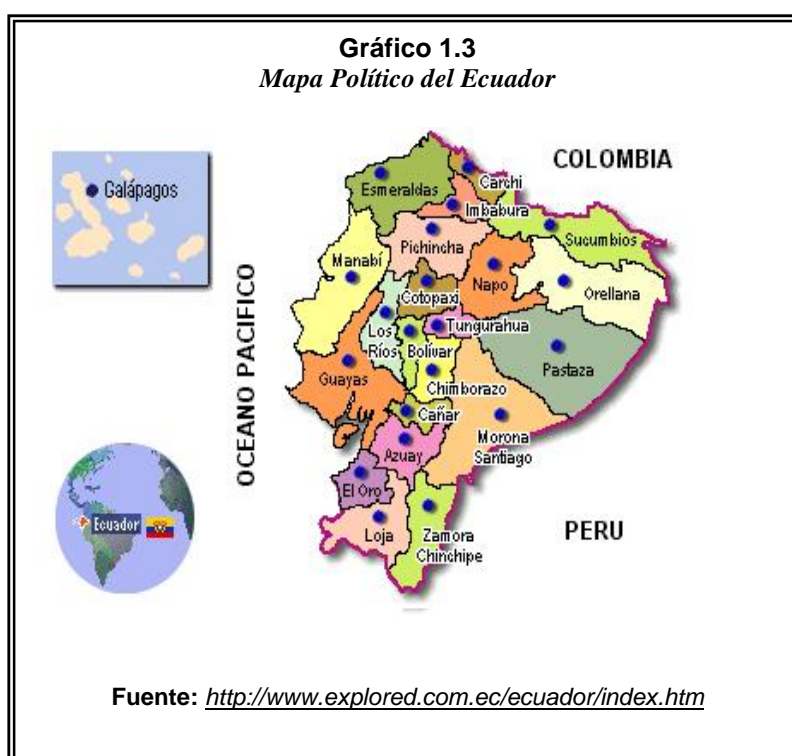 Gráfico 1.3
Mapa Político del Ecuador
COLOMBIA
Galápagos
Esmeraldas
Carchi
Imbabura
Sucumbios
Pichincha
Manabí
Napo
Orellana
Cotopaxi
Tungurahua
Los
Ríos
Bolívar
Pastaza
Guayas
Chimborazo
OCEANO PACIFICO
Cañar
Morona
Santiago
Azuay
El Oro
Ecuador
Loja
Zamora
Chinchipe
PERU
Fuente: http://www.explored.com.ec/ecuador/index.htm